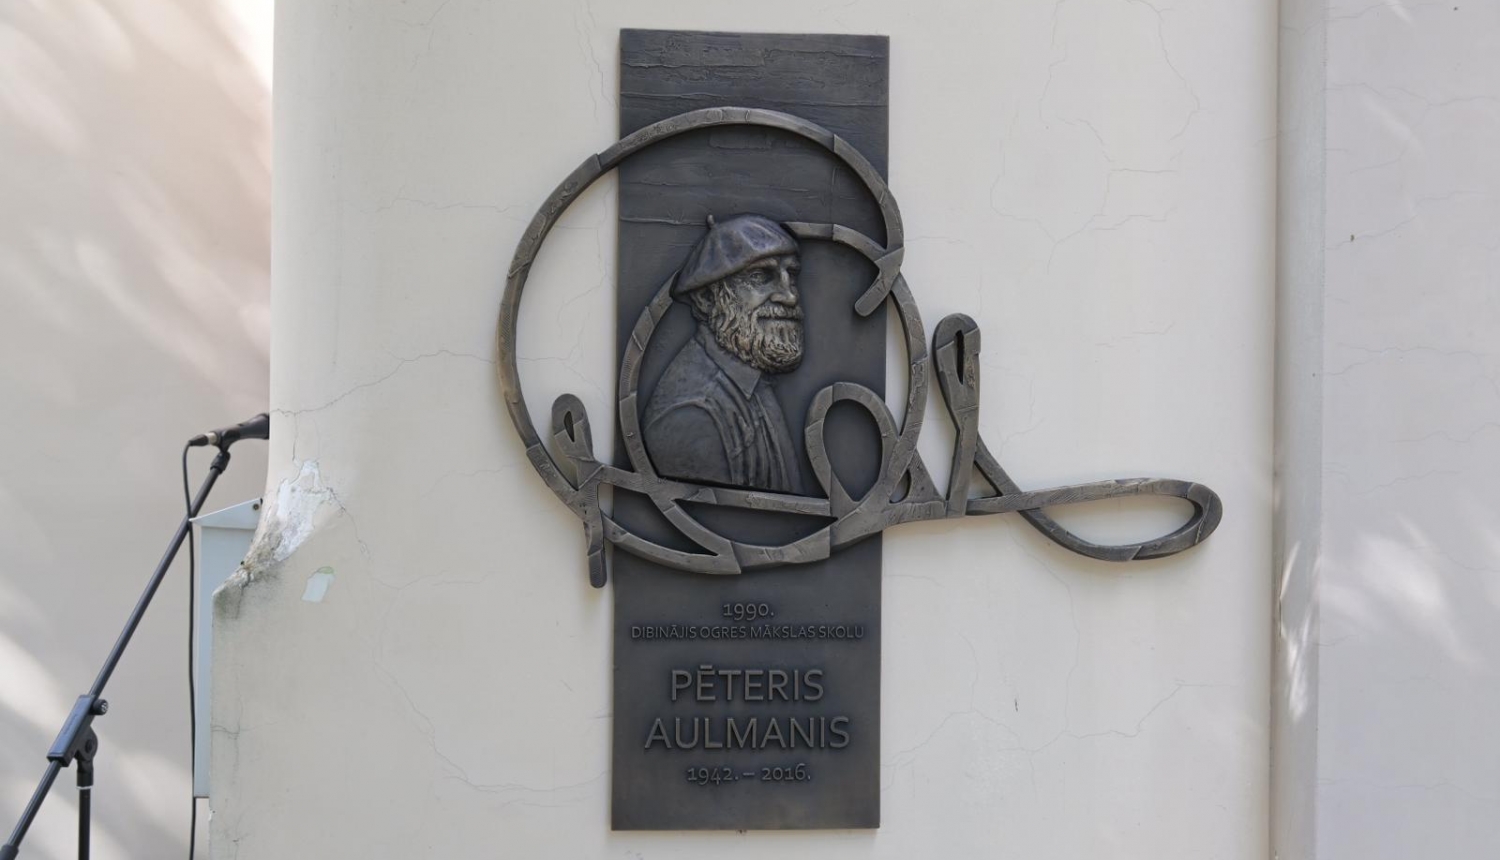 1990.
DIBINĀJIS OGRES MĀKSLAS SKOLU
PĒTERIS
AULMANIS
1942. – 2016.